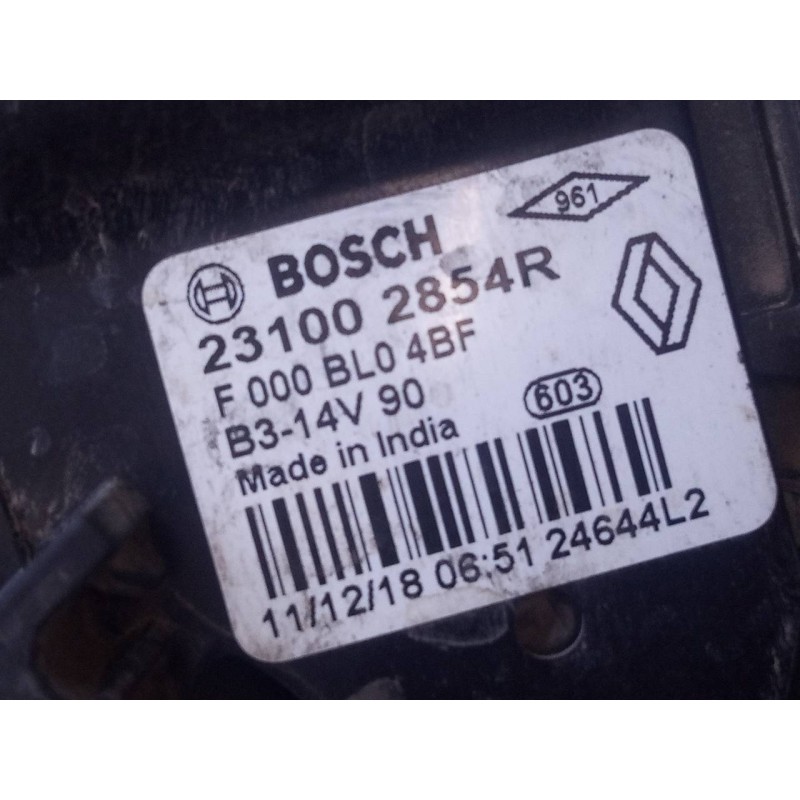 961
BOSCH
23100 2854R
F 000 BL0 4BF
B3-14V 90
603
Made in India
11/12/18 06:51 24644L2